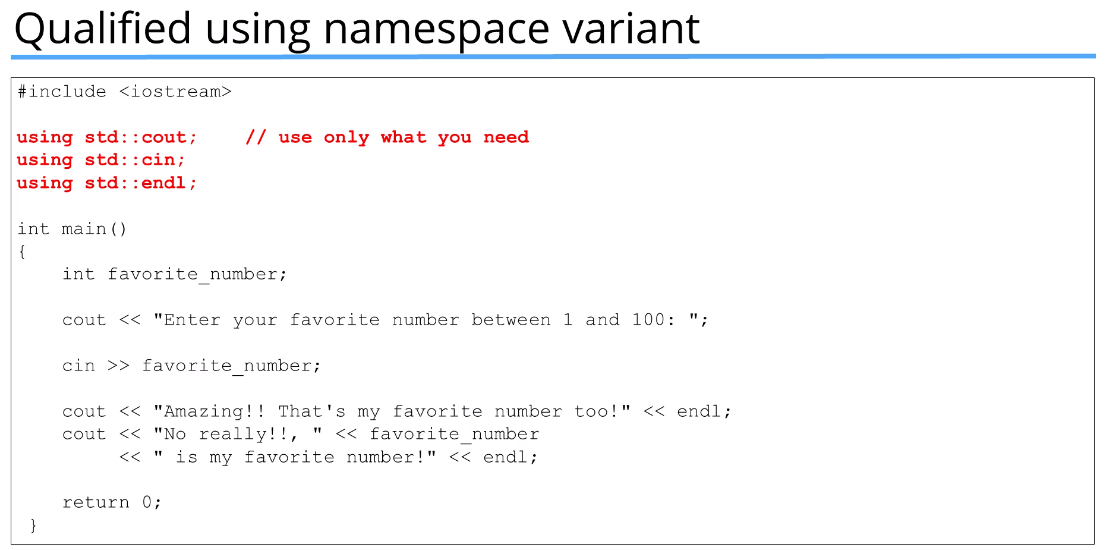 Qualified using namespace variant
#include <iostream>
using std::cout;    // use only what you need
using std::cin;
using std::endl;
int main()
{
    int favorite_number;
    cout << "Enter your favorite number between 1 and 100: ";
    cin >> favorite_number;
    cout << "Amazing!! That's my favorite number too!" << endl;
    cout << "No really!!, " << favorite_number
         << " is my favorite number!" << endl;
    return 0;
}